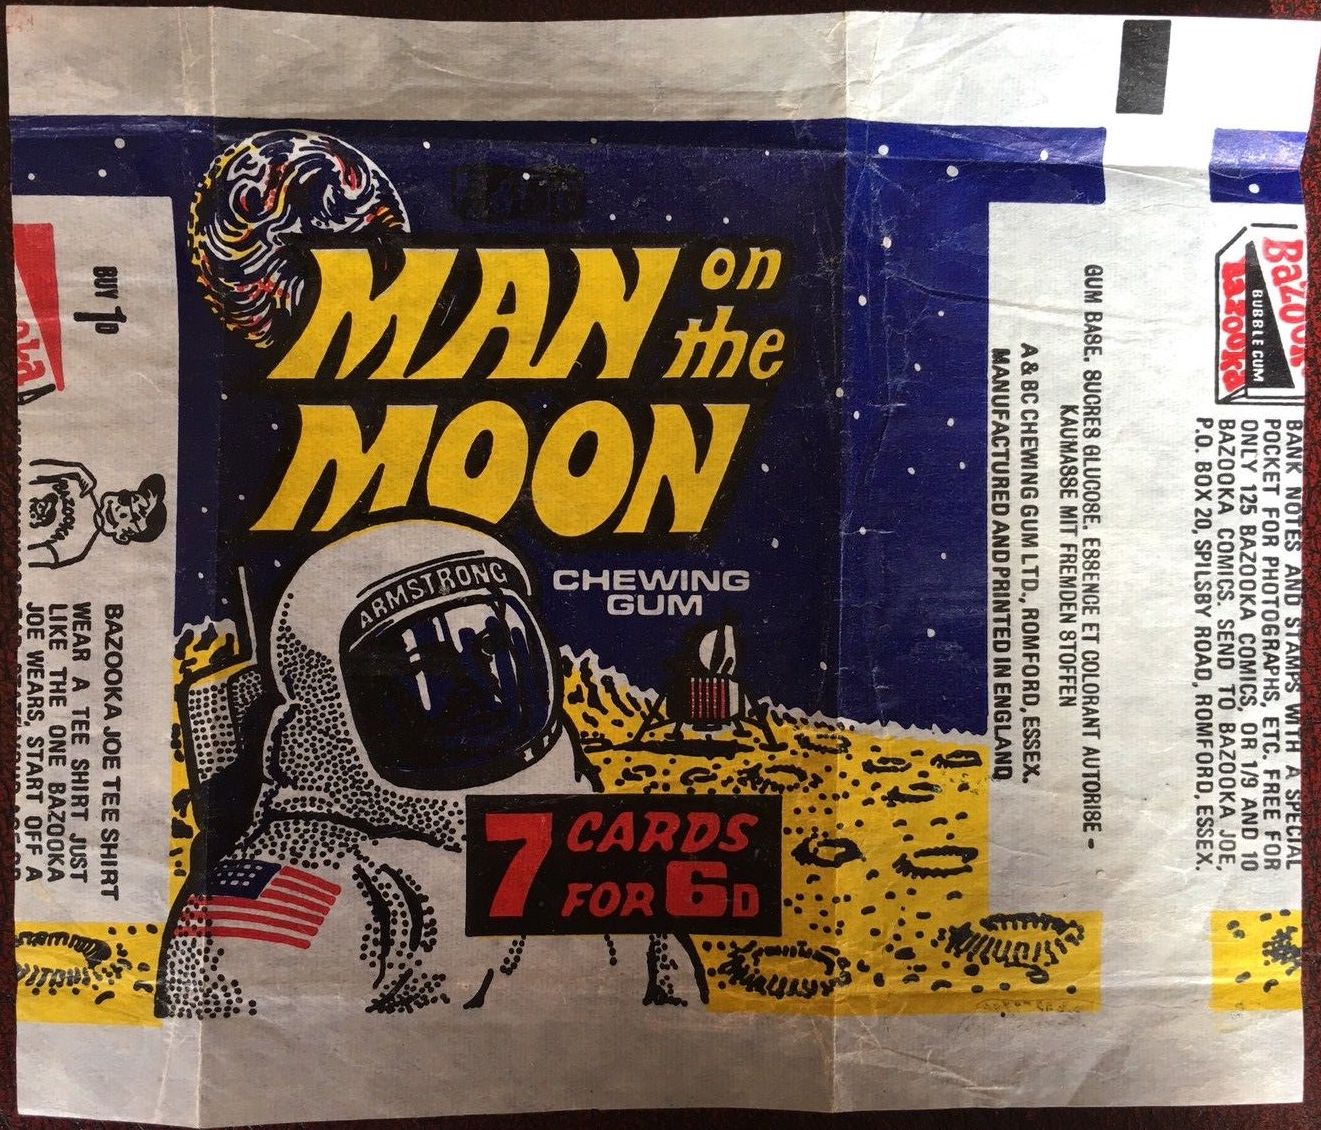 MAN on
the
MOON
CHEWING
GUM
ARMSTRONG
7 CARDS
FOR 6D
BUY 1D
BAZOOKA JOE TEE SHIRT
WEAR A TEE SHIRT JUST
LIKE THE ONE BAZOOKA
JOE WEARS, START OFF A
GUM BASE. SUCRES GLUCOSE. ESSENCE ET COLORANT AUTORISE -
KAUMASSE MIT FREMDEN STOFFEN
A & BC CHEWING GUM LTD., ROMFORD, ESSEX.
MANUFACTURED AND PRINTED IN ENGLAND
BAZOOKA
BUBBLE GUM
BAZOOKA
BANK NOTES AND STAMPS WITH A SPECIAL
POCKET FOR PHOTOGRAPHS, ETC. FREE FOR
ONLY 125 BAZOOKA COMICS, OR 1/9 AND 10
BAZOOKA COMICS. SEND TO BAZOOKA JOE,
P.O. BOX 20, SPILSBY ROAD, ROMFORD, ESSEX.